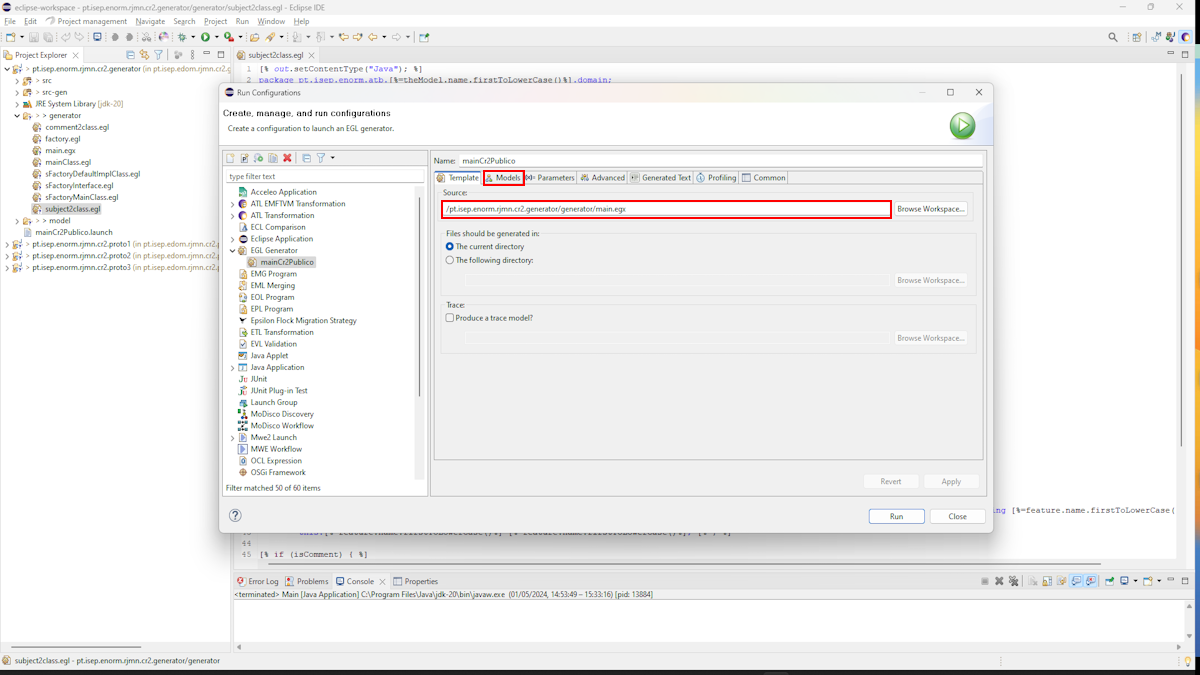 eclipse-workspace - pt.isep.enorm.rjmn.cr2.generator/generator/subject2class.egl - Eclipse IDE
File Edit Project management Navigate Search Project Run Window Help
Project Explorer
pt.isep.enorm.rjmn.cr2.generator (in pt.isep.edom.rjmn.cr2.g
> src
> src-gen
JRE System Library [jdk-20]
> > generator
comment2class.egl
factory.egl
main.egx
mainClass.egl
sFactoryDefaultImplClass.egl
sFactoryInterface.egl
sFactoryMainClass.egl
subject2class.egl
> > model
mainCr2Publico.launch
> pt.isep.enorm.rjmn.cr2.proto1 (in pt.isep.edom.rjmn.cr2.
> pt.isep.enorm.rjmn.cr2.proto2 (in pt.isep.edom.rjmn.cr2.
> pt.isep.enorm.rjmn.cr2.proto3 (in pt.isep.edom.rjmn.cr2.
subject2class.egl
1 [% out.setContentType("Java"); %]
2 package pt.isep.enorm.atb.[%=theModel.name.firstToLowerCase()%].domain;
Run Configurations
Create, manage, and run configurations
Create a configuration to launch an EGL generator.
type filter text
Acceleo Application
ATL EMFTVM Transformation
ATL Transformation
ECL Comparison
Eclipse Application
EGL Generator
mainCr2Publico
EMG Program
EML Merging
EOL Program
EPL Program
Epsilon Flock Migration Strategy
ETL Transformation
EVL Validation
Java Applet
Java Application
JUnit
JUnit Plug-in Test
Launch Group
MoDisco Discovery
MoDisco Workflow
Mwe2 Launch
MWE Workflow
OCL Expression
OSGi Framework
Filter matched 50 of 60 items
Name: mainCr2Publico
Template Models Parameters Advanced Generated Text Profiling Common
Source:
/pt.isep.enorm.rjmn.cr2.generator/generator/main.egx Browse Workspace...
Files should be generated in:
The current directory
The following directory:
Browse Workspace...
Trace:
Produce a trace model?
Browse Workspace...
Revert Apply
Run Close
ng [%=feature.name.firstToLowerCase(
44
45 [% if (isComment) { %]
Error Log Problems Console Properties
<terminated> Main [Java Application] C:\Program Files\Java\jdk-20\bin\javaw.exe (01/05/2024, 14:53:49 – 15:33:16) [pid: 13884]
subject2class.egl - pt.isep.enorm.rjmn.cr2.generator/generator